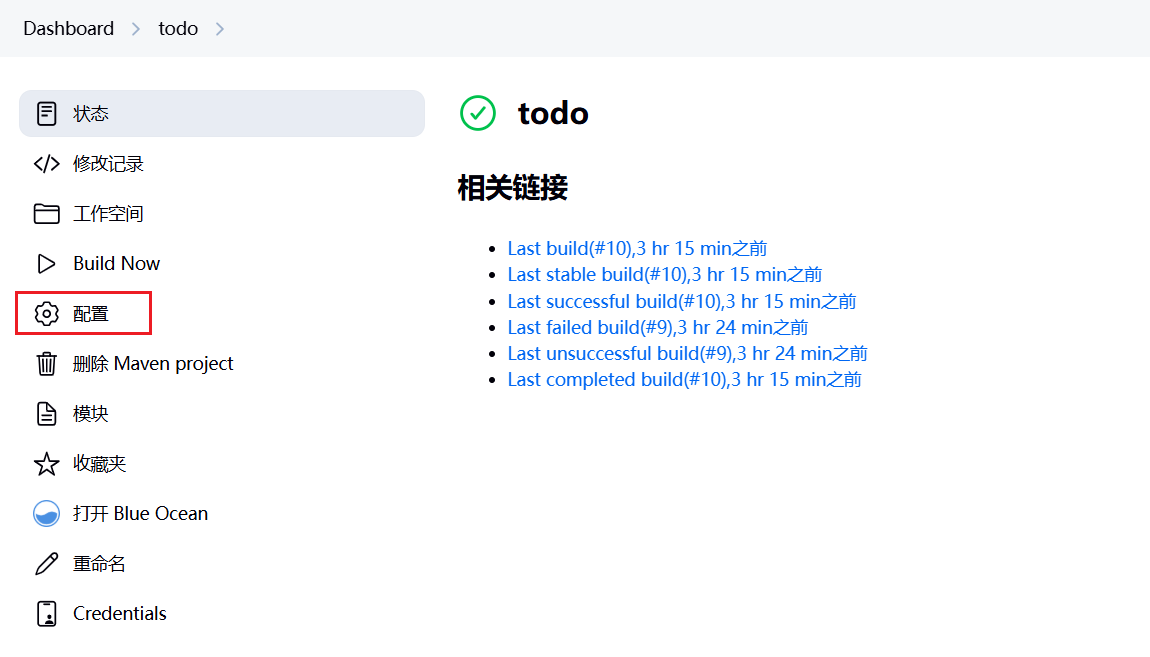 Dashboard
todo
状态
修改记录
工作空间
Build Now
配置
删除 Maven project
模块
收藏夹
打开 Blue Ocean
重命名
Credentials
todo
相关链接
Last build(#10),3 hr 15 min之前
Last stable build(#10),3 hr 15 min之前
Last successful build(#10),3 hr 15 min之前
Last failed build(#9),3 hr 24 min之前
Last unsuccessful build(#9),3 hr 24 min之前
Last completed build(#10),3 hr 15 min之前